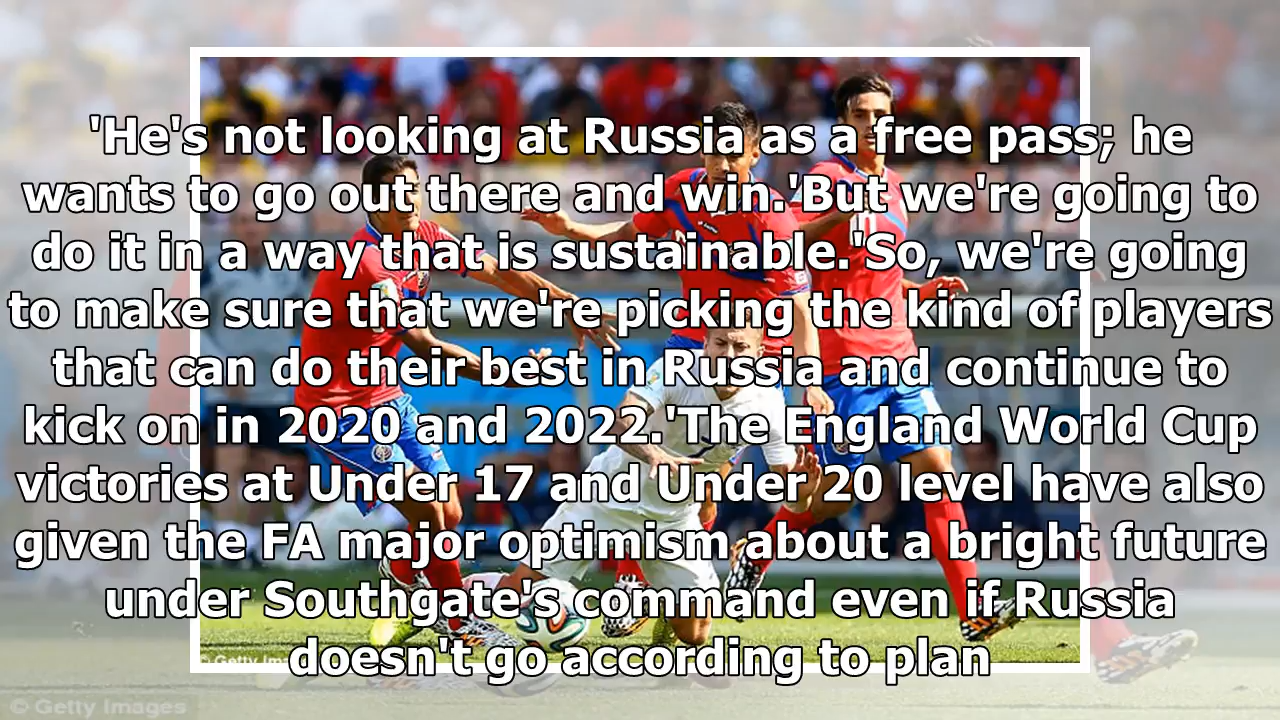 'He's not looking at Russia as a free pass; he
wants to go out there and win.'But we're going to
do it in a way that is sustainable.'So, we're going
to make sure that we're picking the kind of players
that can do their best in Russia and continue to
kick on in 2020 and 2022.'The England World Cup
victories at Under 17 and Under 20 level have also
given the FA major optimism about a bright future
under Southgate's command even if Russia
doesn't go according to plan
© Getty Images